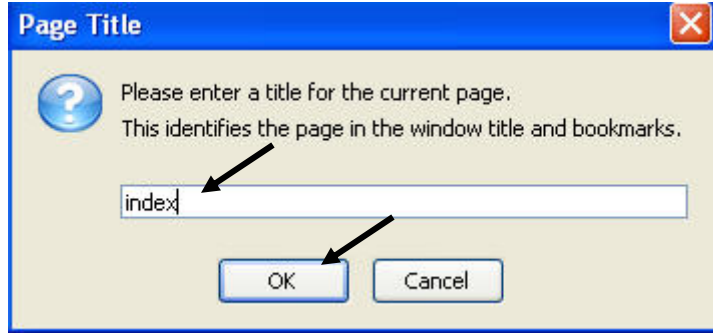 Page Title
Please enter a title for the current page.
This identifies the page in the window title and bookmarks.
index
OK
Cancel